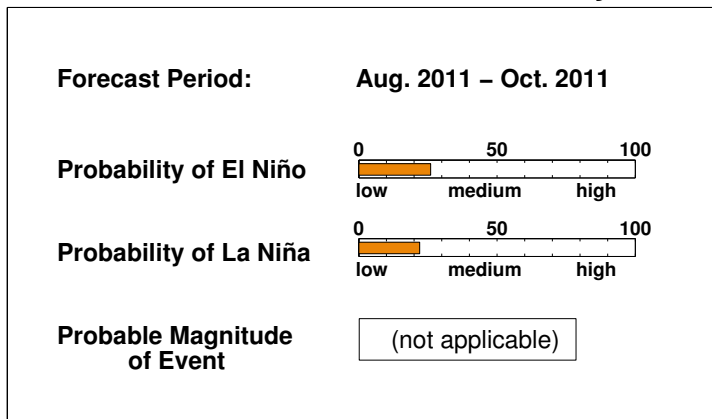 Forecast Period: Aug. 2011 – Oct. 2011
0 50 100
Probability of El Niño
low medium high
0 50 100
Probability of La Niña
low medium high
Probable Magnitude
of Event
(not applicable)